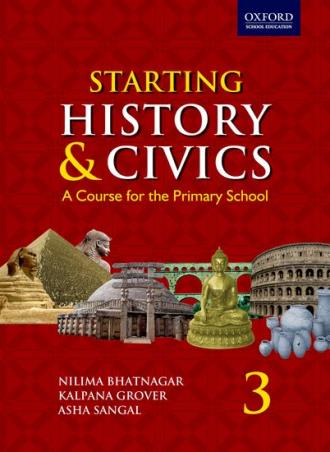 OXFORD
SCHOOL EDUCATION
STARTING
HISTORY
& CIVICS
A Course for the Primary School
NILIMA BHATNAGAR
KALPANA GROVER
ASHA SANGAL
3